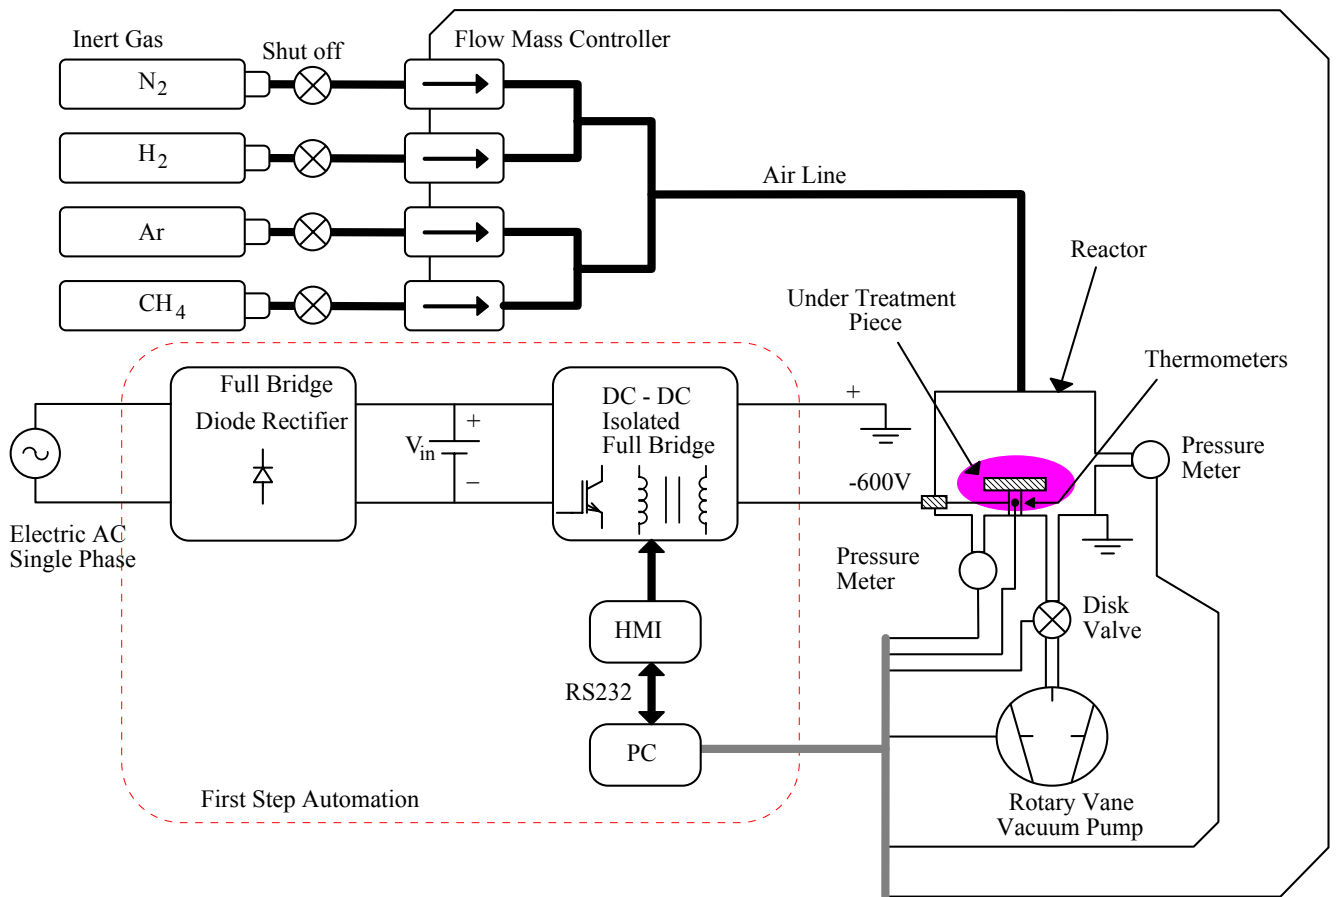 Inert Gas
Shut off
Flow Mass Controller
N2
H2
Ar
CH4
Air Line
Reactor
Under Treatment
Piece
Thermometers
Full Bridge
Diode Rectifier
Vin
+
−
DC - DC
Isolated
Full Bridge
+
-600V
Pressure
Meter
Electric AC
Single Phase
Pressure
Meter
HMI
Disk
Valve
RS232
PC
First Step Automation
Rotary Vane
Vacuum Pump